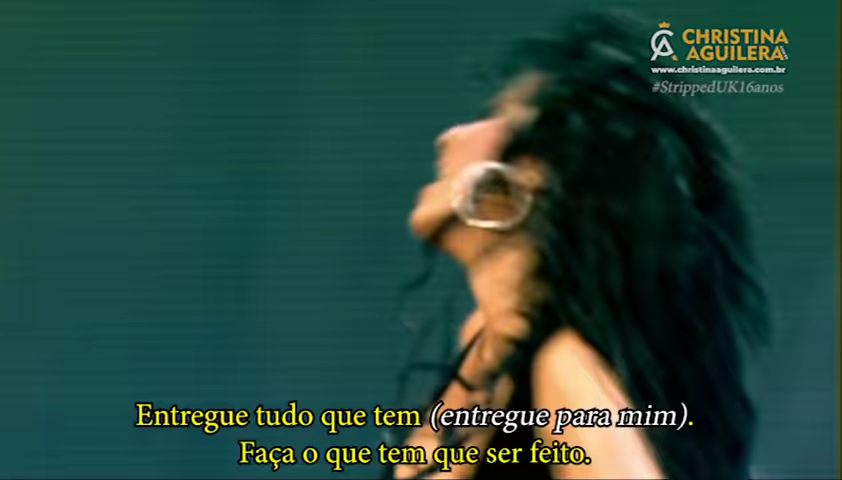 CHRISTINA
AGUILERA
www.christinaaguilera.com.br
#StrippedUK16anos
Entregue tudo que tem (entregue para mim).
Faça o que tem que ser feito.